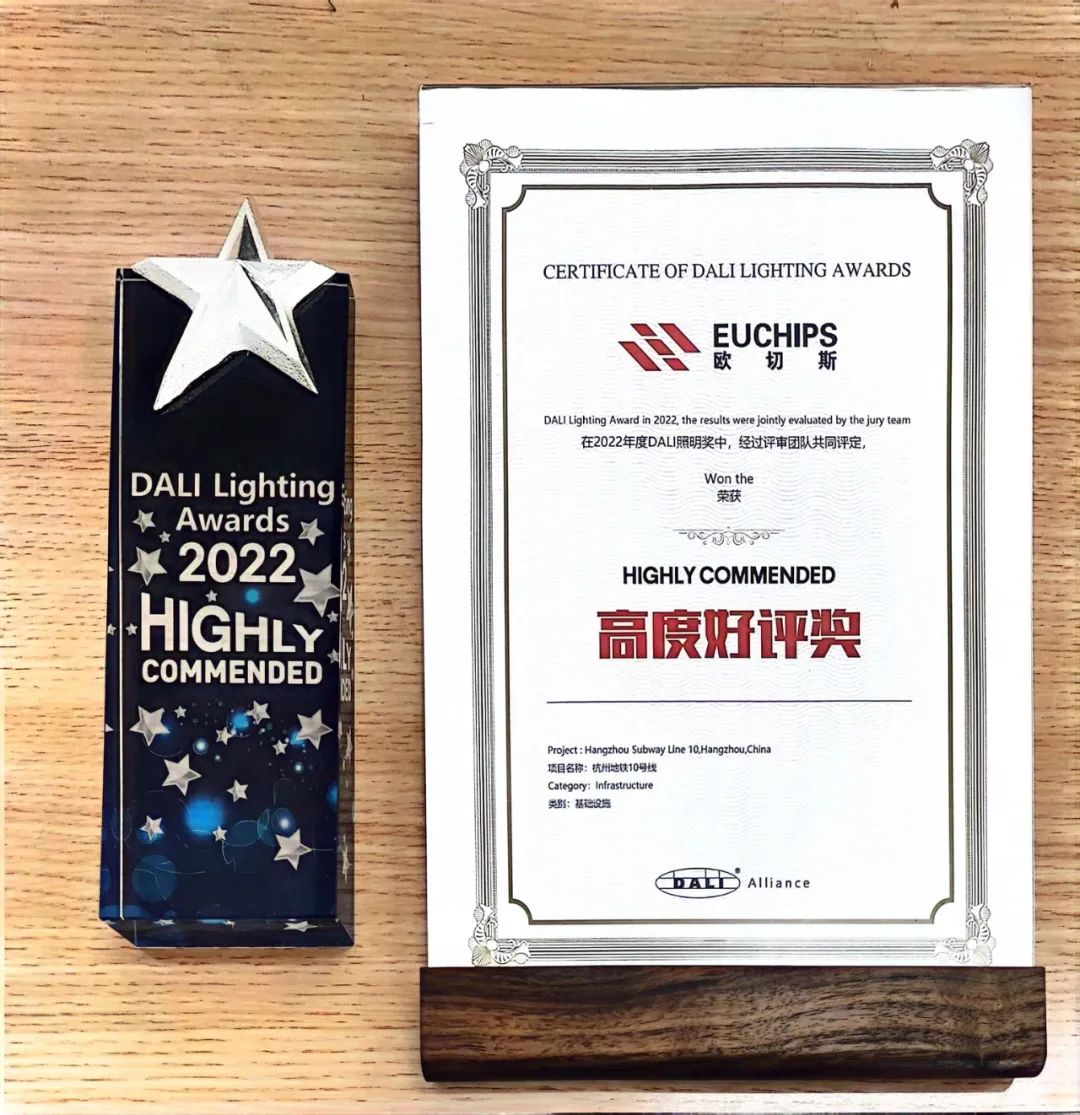 DALI Lighting
Awards
2022
HIGHLY
COMMENDED
CERTIFICATE OF DALI LIGHTING AWARDS
EUCHIPS
欧切斯
DALI Lighting Award in 2022, the results were jointly evaluated by the jury team
在2022年度DALI照明奖中，经过评审团队共同评定，
Won the
荣获
HIGHLY COMMENDED
高度好评奖
Project : Hangzhou Subway Line 10,Hangzhou,China
项目名称：杭州地铁10号线
Category：Infrastructure
类别：基础设施
DALI® Alliance